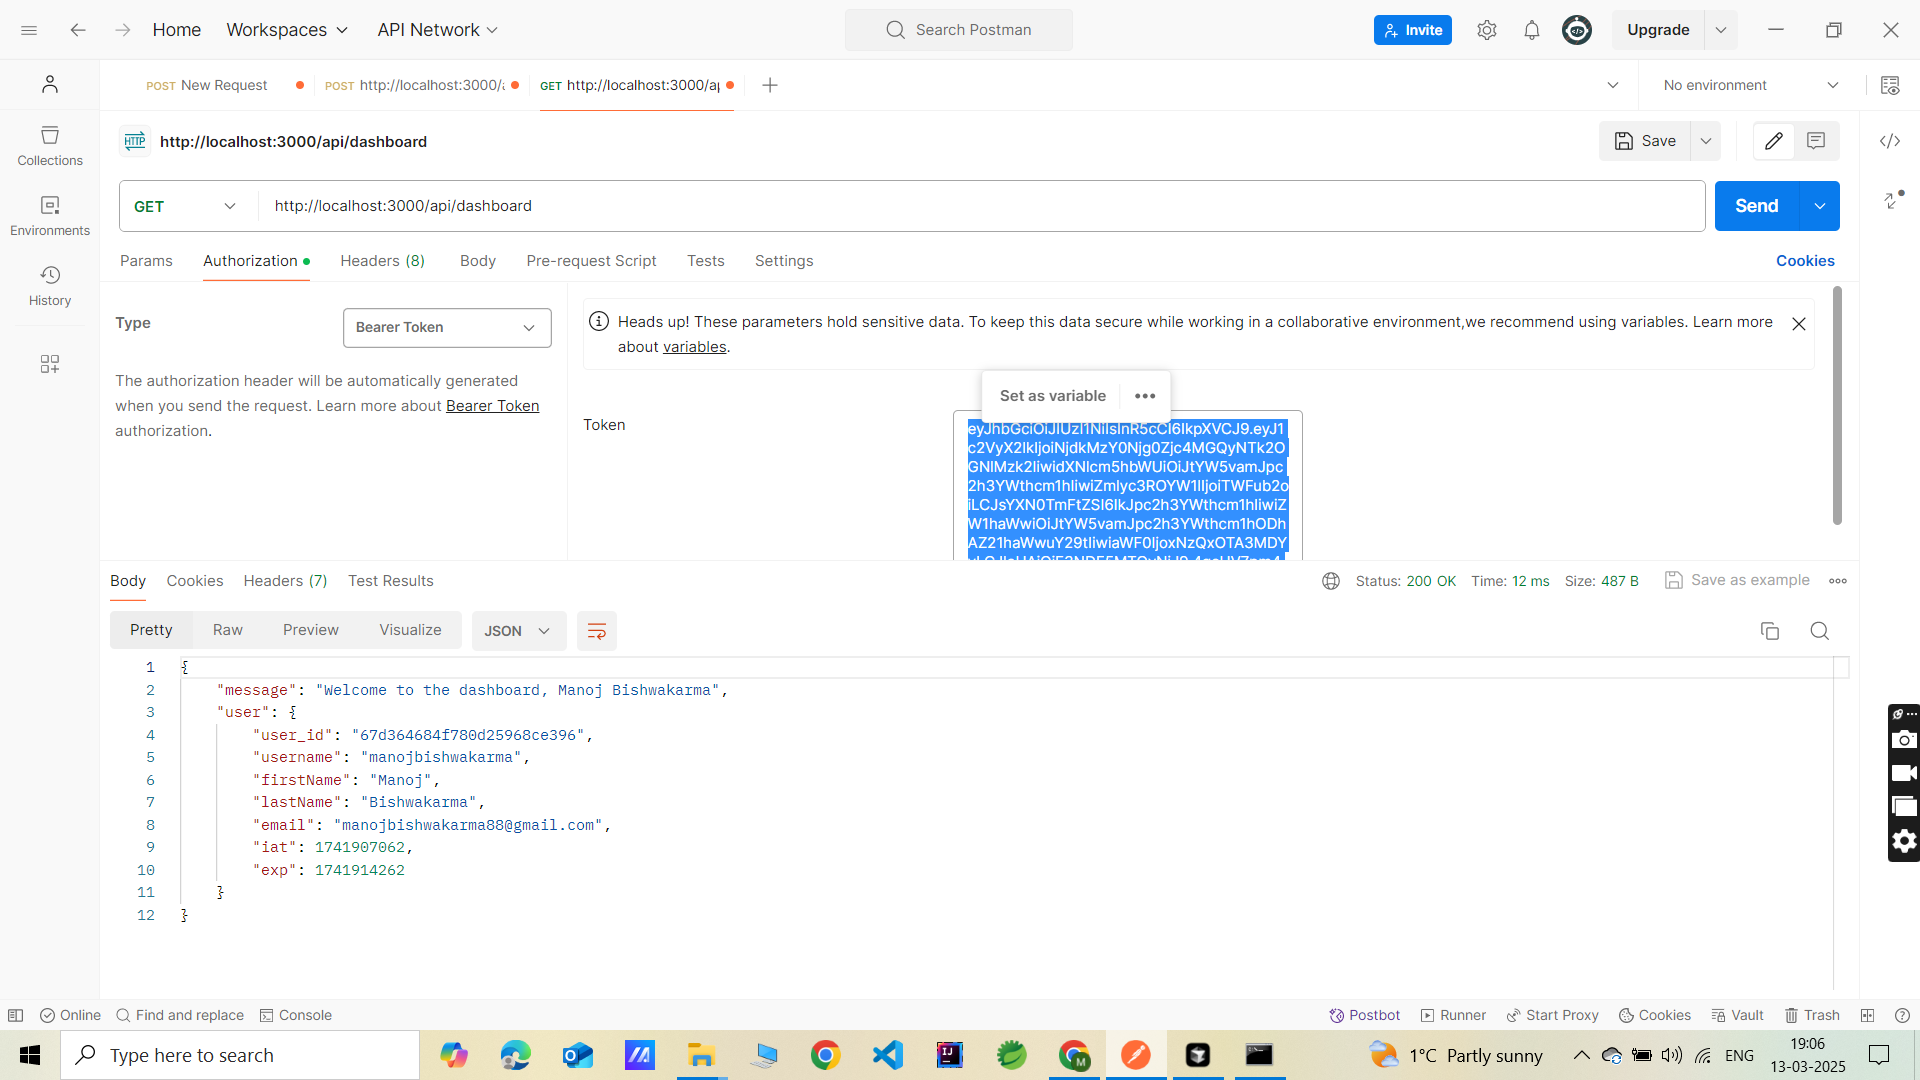 Home Workspaces API Network Search Postman Invite Upgrade
POST New Request POST http://localhost:3000/ GET http://localhost:3000/ap No environment
HTTP http://localhost:3000/api/dashboard Save
GET http://localhost:3000/api/dashboard Send
Params Authorization Headers (8) Body Pre-request Script Tests Settings Cookies
Collections
Environments
History
Type Bearer Token
The authorization header will be automatically generated
when you send the request. Learn more about Bearer Token
authorization.
Heads up! These parameters hold sensitive data. To keep this data secure while working in a collaborative environment,we recommend using variables. Learn more
about variables.
Set as variable
Token
eyJhbGciOiJIUzI1NiIsInR5cCI6IkpXVCJ9.eyJ1
c2VyX2lkIjoiNjdkMzY0Njg0Zjc4MGQyNTk2O
GNlMzk2IiwidXNlcm5hbWUiOiJtYW5vamJpc
2h3YWthcm1hIiwiZmlyc3ROYW1lIjoiTWFub2o
iLCJsYXN0TmFtZSI6IkJpc2h3YWthcm1hIiwiZ
W1haWwiOiJtYW5vamJpc2h3YWthcm1hODh
AZ21haWwuY29tIiwiaWF0IjoxNzQxOTA3MDY
Body Cookies Headers (7) Test Results Status: 200 OK Time: 12 ms Size: 487 B Save as example
Pretty Raw Preview Visualize JSON
1 {
2 "message": "Welcome to the dashboard, Manoj Bishwakarma",
3 "user": {
4 "user_id": "67d364684f780d25968ce396",
5 "username": "manojbishwakarma",
6 "firstName": "Manoj",
7 "lastName": "Bishwakarma",
8 "email": "manojbishwakarma88@gmail.com",
9 "iat": 1741907062,
10 "exp": 1741914262
11 }
12 }
Online Find and replace Console Postbot Runner Start Proxy Cookies Vault Trash
Type here to search 1°C Partly sunny ENG 19:06
13-03-2025